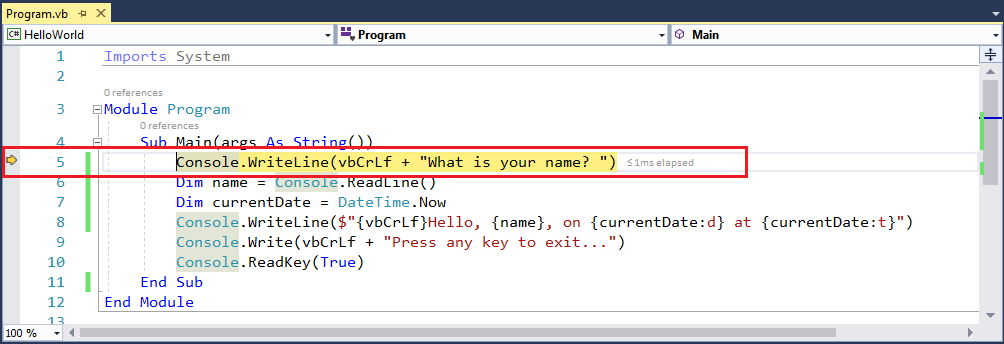 Program.vb
C# HelloWorld Program Main
1 Imports System
2
0 references
3 Module Program
0 references
4 Sub Main(args As String())
5 Console.WriteLine(vbCrLf + "What is your name? ") ≤1ms elapsed
6 Dim name = Console.ReadLine()
7 Dim currentDate = DateTime.Now
8 Console.WriteLine($"{vbCrLf}Hello, {name}, on {currentDate:d} at {currentDate:t}")
9 Console.Write(vbCrLf + "Press any key to exit...")
10 Console.ReadKey(True)
11 End Sub
12 End Module
13
100 %